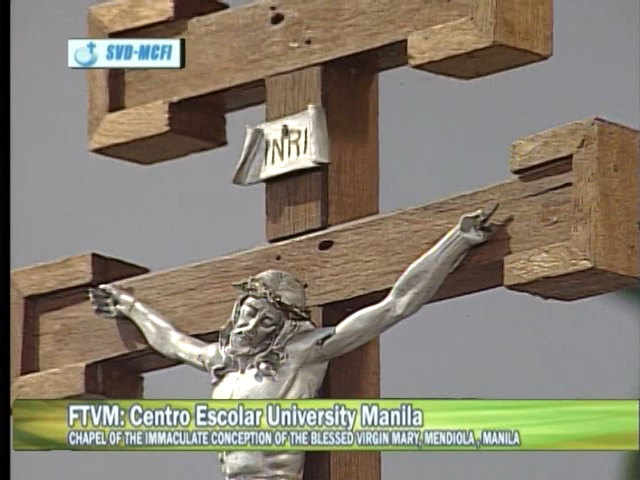 SVD-MCFI
INRI
FTVM: Centro Escolar University Manila
CHAPEL OF THE IMMACULATE CONCEPTION OF THE BLESSED VIRGIN MARY, MENDIOLA , MANILA